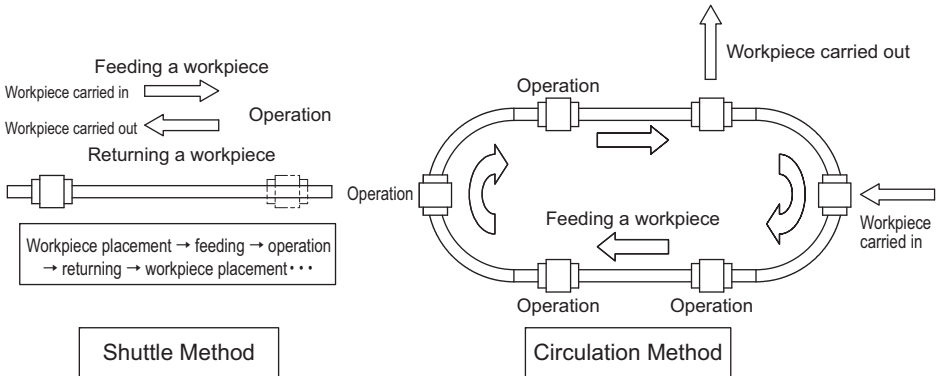 Feeding a workpiece
Workpiece carried in
Operation
Workpiece carried out
Returning a workpiece
Workpiece placement → feeding → operation
→ returning → workpiece placement・・・
Shuttle Method
Workpiece carried out
Operation
Operation
Feeding a workpiece
Workpiece
carried in
Operation
Operation
Circulation Method